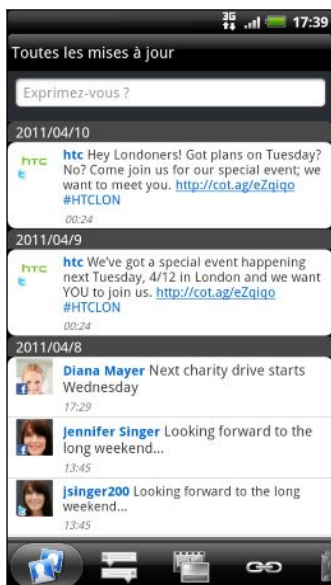 3G 17:39
Toutes les mises à jour
Exprimez-vous ?
2011/04/10
htc
htc Hey Londoners! Got plans on Tuesday?
No? Come join us for our special event; we
want to meet you. http://cot.ag/eZqiqo
#HTCLON
00:24
2011/04/9
htc
htc We've got a special event happening
next Tuesday, 4/12 in London and we want
YOU to join us. http://cot.ag/eZqiqo
#HTCLON
00:24
2011/04/8
Diana Mayer Next charity drive starts
Wednesday
17:29
Jennifer Singer Looking forward to the
long weekend...
13:45
jsinger200 Looking forward to the long
weekend...
13:45